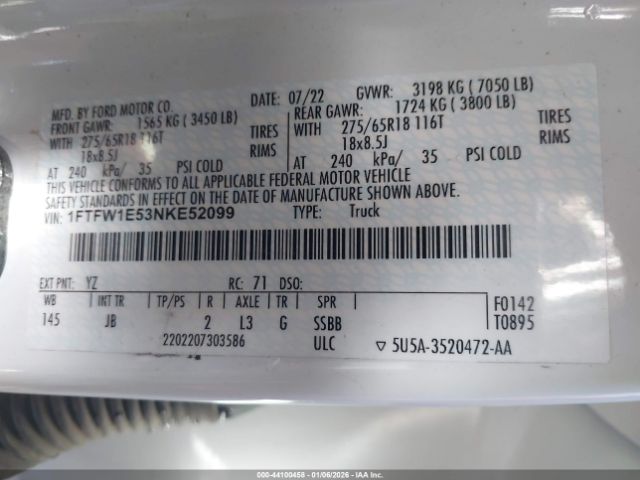 MFD. BY FORD MOTOR CO.
DATE: 07/22 GVWR: 3198 KG ( 7050 LB)
FRONT GAWR: 1565 KG ( 3450 LB) REAR GAWR: 1724 KG ( 3800 LB)
WITH 275/65R18 116T TIRES WITH 275/65R18 116T TIRES
18x8.5J RIMS 18x8.5J RIMS
AT 240 kPa/ 35 PSI COLD AT 240 kPa/ 35 PSI COLD
THIS VEHICLE CONFORMS TO ALL APPLICABLE FEDERAL MOTOR VEHICLE
SAFETY STANDARDS IN EFFECT ON THE DATE OF MANUFACTURE SHOWN ABOVE.
VIN: 1FTFW1E53NKE52099 TYPE: Truck
EXT PNT: YZ RC: 71 DSO:
WB INT TR TP/PS R AXLE TR SPR F0142
145 JB 2 L3 G SSBB T0895
2202207303586 ULC ▽ 5U5A-3520472-AA
000-44100458 - 01/06/2026 - IAA Inc.